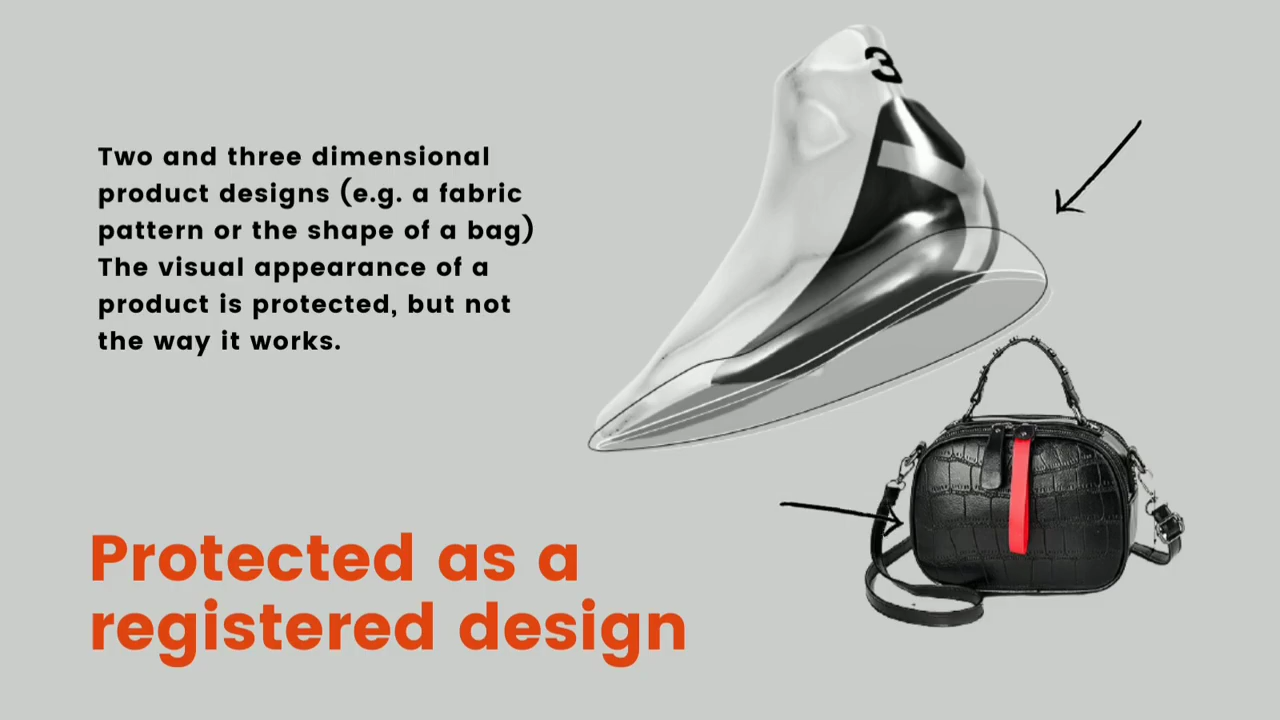 Two and three dimensional
product designs (e.g. a fabric
pattern or the shape of a bag)
The visual appearance of a
product is protected, but not
the way it works.
3
Y
Protected as a
registered design